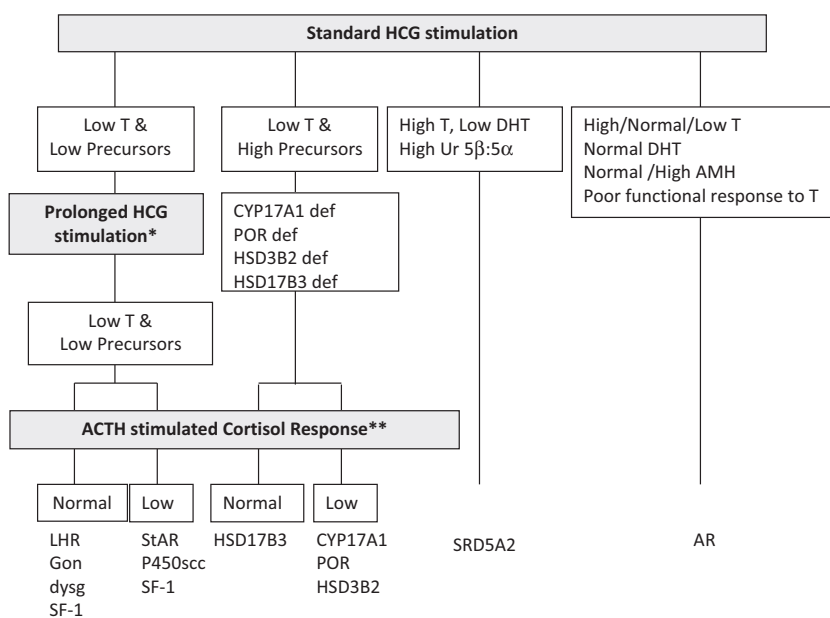 Standard HCG stimulation
Low T &
Low Precursors
Low T &
High Precursors
High T, Low DHT
High Ur 5β:5α
High/Normal/Low T
Normal DHT
Normal /High AMH
Poor functional response to T
Prolonged HCG
stimulation*
CYP17A1 def
POR def
HSD3B2 def
HSD17B3 def
Low T &
Low Precursors
ACTH stimulated Cortisol Response**
Normal
Low
Normal
Low
LHR
Gon
dysg
SF-1
StAR
P450scc
SF-1
HSD17B3
CYP17A1
POR
HSD3B2
SRD5A2
AR